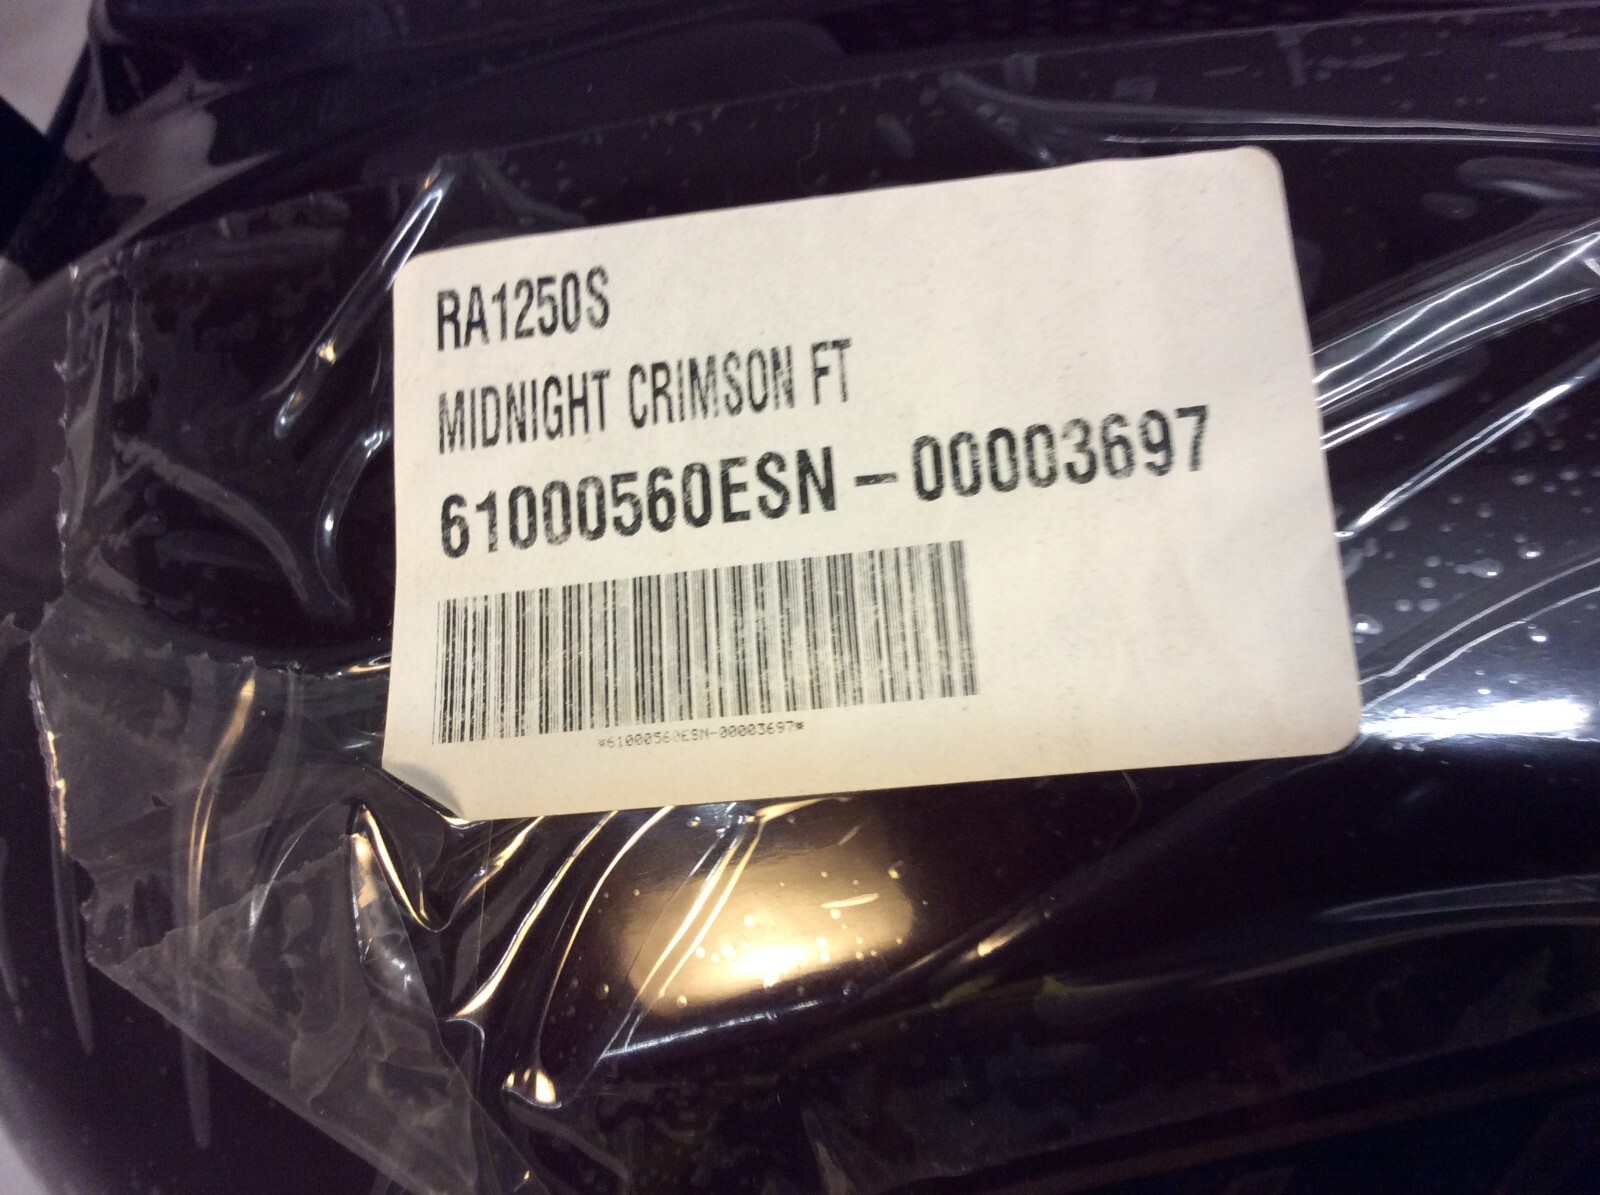 RA1250S
MIDNIGHT CRIMSON FT
61000560ESN-00003697
*61000560ESN-00003697*